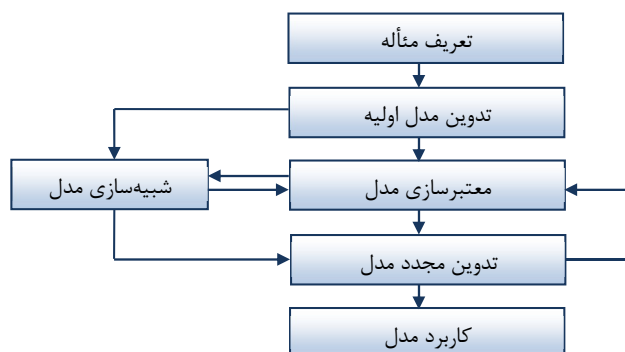 تعریف مئأله
تدوین مدل اولیه
معتبرسازی مدل
شبیه‌سازی مدل
تدوین مجدد مدل
کاربرد مدل